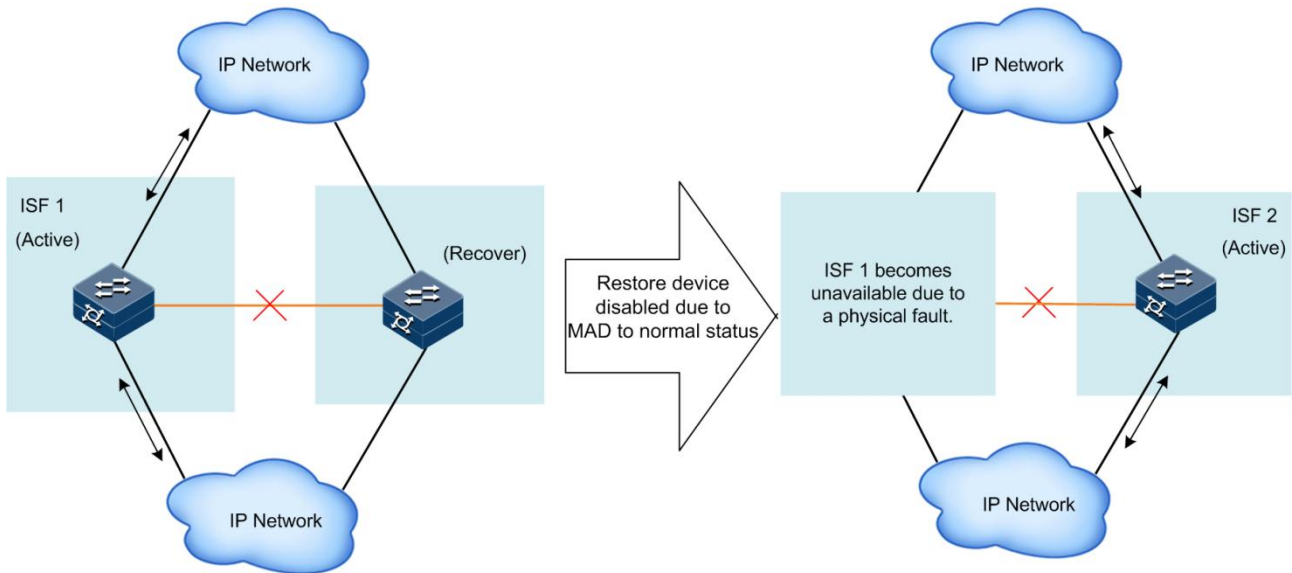 IP Network
ISF 1
(Active)
(Recover)
IP Network
Restore device
disabled due to
MAD to normal status
IP Network
ISF 1 becomes
unavailable due to
a physical fault.
ISF 2
(Active)
IP Network